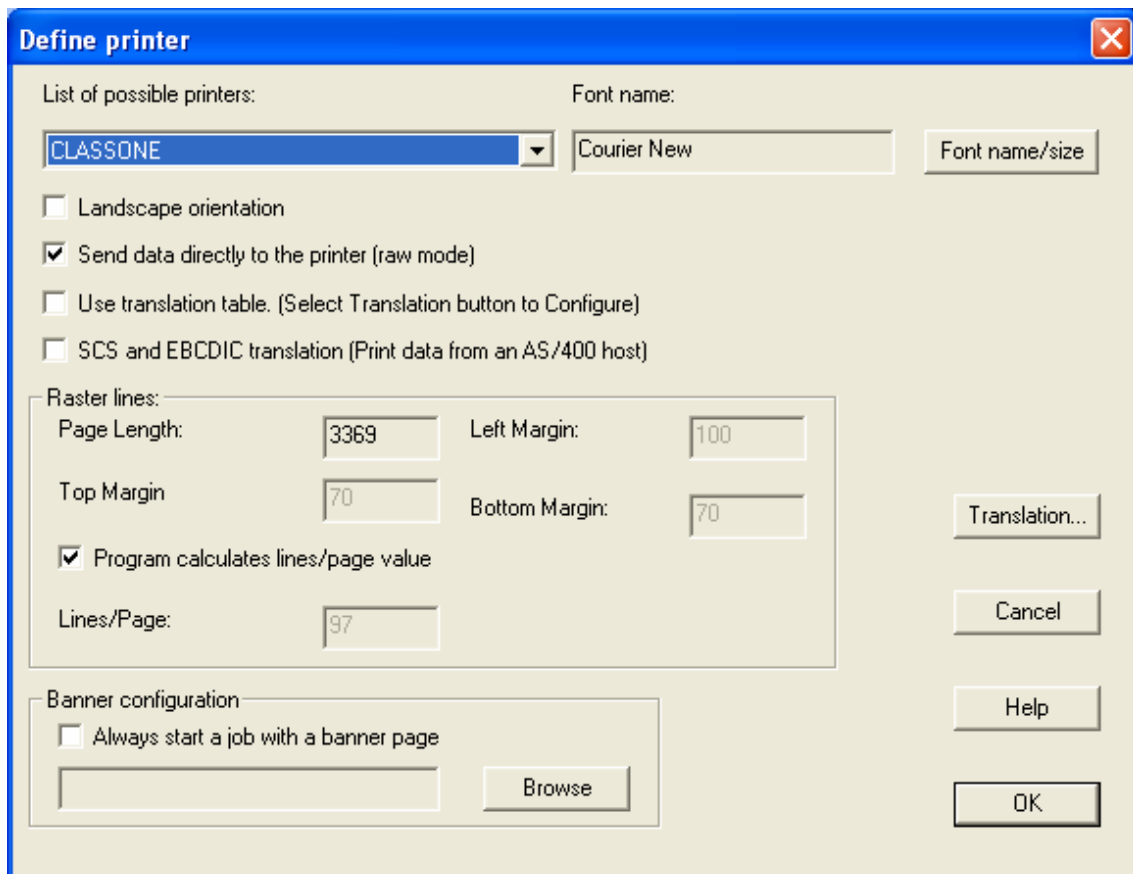 Define printer
List of possible printers: Font name:
CLASSONE Courier New Font name/size
Landscape orientation
Send data directly to the printer (raw mode)
Use translation table. (Select Translation button to Configure)
SCS and EBCDIC translation (Print data from an AS/400 host)
Raster lines:
Page Length: 3369 Left Margin: 100
Top Margin 70 Bottom Margin: 70
Translation...
Program calculates lines/page value
Lines/Page: 97
Cancel
Banner configuration
Help
Always start a job with a banner page
Browse
OK